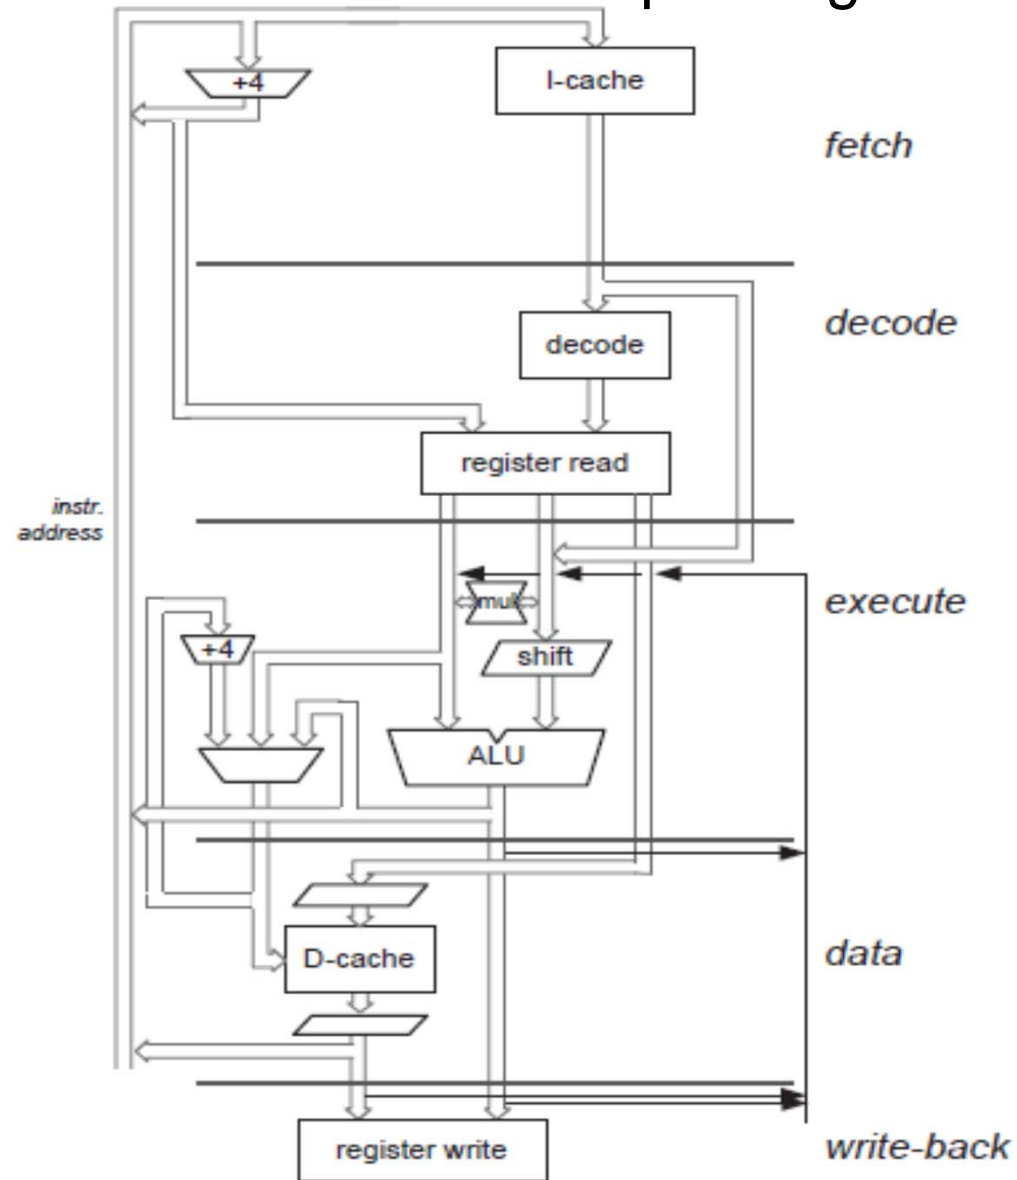 +4
I-cache
fetch
decode
decode
register read
instr.
address
mul
execute
+4
shift
ALU
D-cache
data
register write
write-back